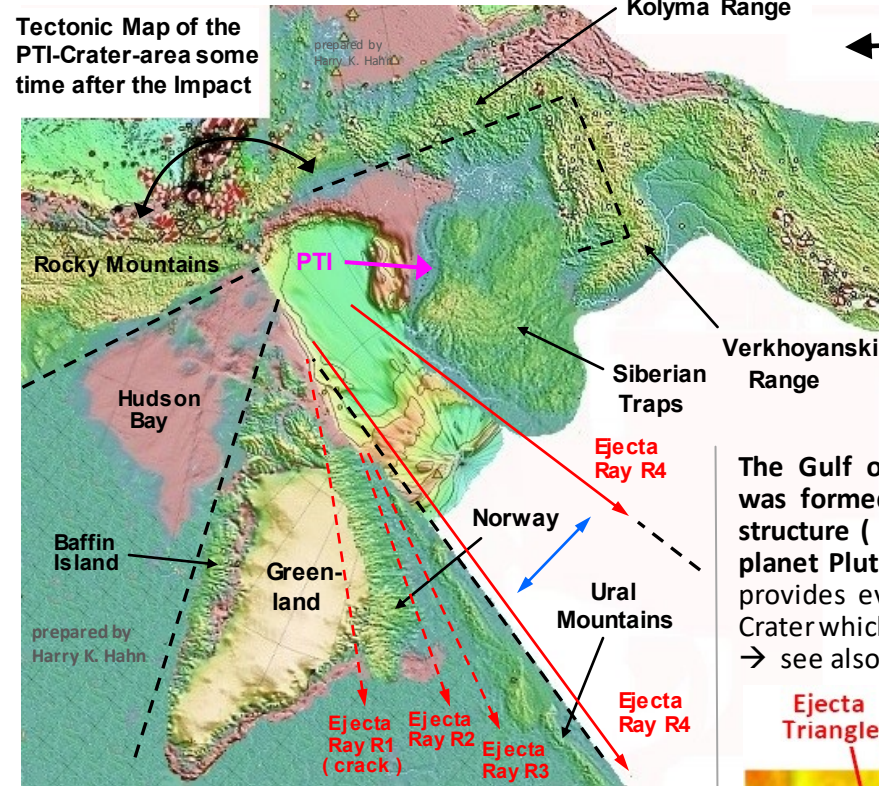 Tectonic Map of the
PTI-Crater-area some
time after the Impact
prepared by
Harry K. Hahn
Kolyma Range
Rocky Mountains
PTI
Hudson
Bay
Siberian
Traps
Verkhoyanski
Range
Ejecta
Ray R4
Baffin
Island
Green-
land
Norway
Ural
Mountains
prepared by
Harry K. Hahn
Ejecta
Ray R1
( crack )
Ejecta
Ray R2
Ejecta
Ray R3
Ejecta
Ray R4
The Gulf o
was formed
structure (
planet Plut
provides ev
Crater which
→ see also
Ejecta
Triangle